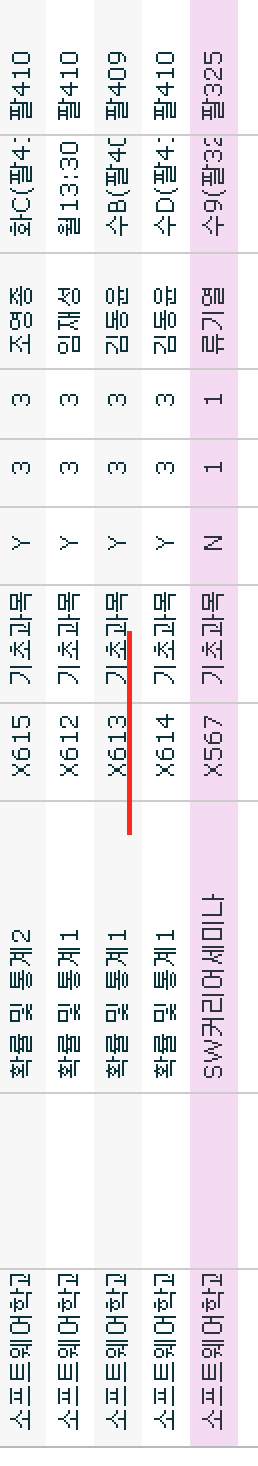 소프트웨어학 확률 및 통계2 X615 기초과목 Y 3 3 조영종 화C(팔4 팔410
소프트웨어학 확률 및 통계1 X612 기초과목 Y 3 3 임재성 월13:30 팔410
소프트웨어학 확률 및 통계1 X613 기초과목 Y 3 3 김동윤 수B(팔4 팔409
소프트웨어학 확률 및 통계1 X614 기초과목 Y 3 3 김동윤 수D(팔4 팔410
소프트웨어학 SW커리어세미나 X567 기초과목 N 1 1 류기열 수9(팔32 팔325